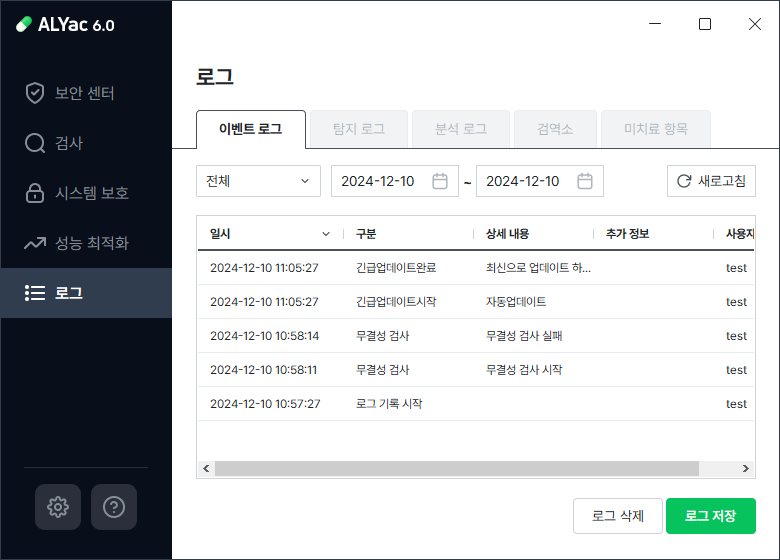 ALYac 6.0
보안 센터
검사
시스템 보호
성능 최적화
로그
로그
이벤트 로그 탐지 로그 분석 로그 검역소 미치료 항목
전체 2024-12-10 ~ 2024-12-10 새로고침
일시 구분 상세 내용 추가 정보 사용자
2024-12-10 11:05:27 긴급업데이트완료 최신으로 업데이트 하... test
2024-12-10 11:05:27 긴급업데이트시작 자동업데이트 test
2024-12-10 10:58:14 무결성 검사 무결성 검사 실패 test
2024-12-10 10:58:11 무결성 검사 무결성 검사 시작 test
2024-12-10 10:57:27 로그 기록 시작 test
로그 삭제 로그 저장